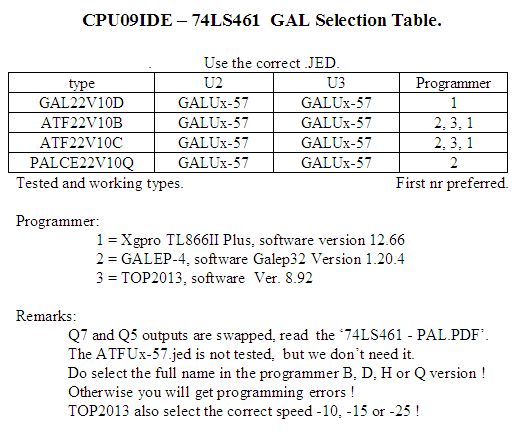 CPU09IDE – 74LS461 GAL Selection Table.
. Use the correct .JED.
type U2 U3 Programmer
GAL22V10D GALUx-57 GALUx-57 1
ATF22V10B GALUx-57 GALUx-57 2, 3, 1
ATF22V10C GALUx-57 GALUx-57 2, 3, 1
PALCE22V10Q GALUx-57 GALUx-57 2
Tested and working types. First nr preferred.
Programmer:
1 = Xgpro TL866II Plus, software version 12.66
2 = GALEP-4, software Galep32 Version 1.20.4
3 = TOP2013, software Ver. 8.92
Remarks:
Q7 and Q5 outputs are swapped, read the ‘74LS461 - PAL.PDF’.
The ATFUx-57.jed is not tested, but we don’t need it.
Do select the full name in the programmer B, D, H or Q version !
Otherwise you will get programming errors !
TOP2013 also select the correct speed -10, -15 or -25 !